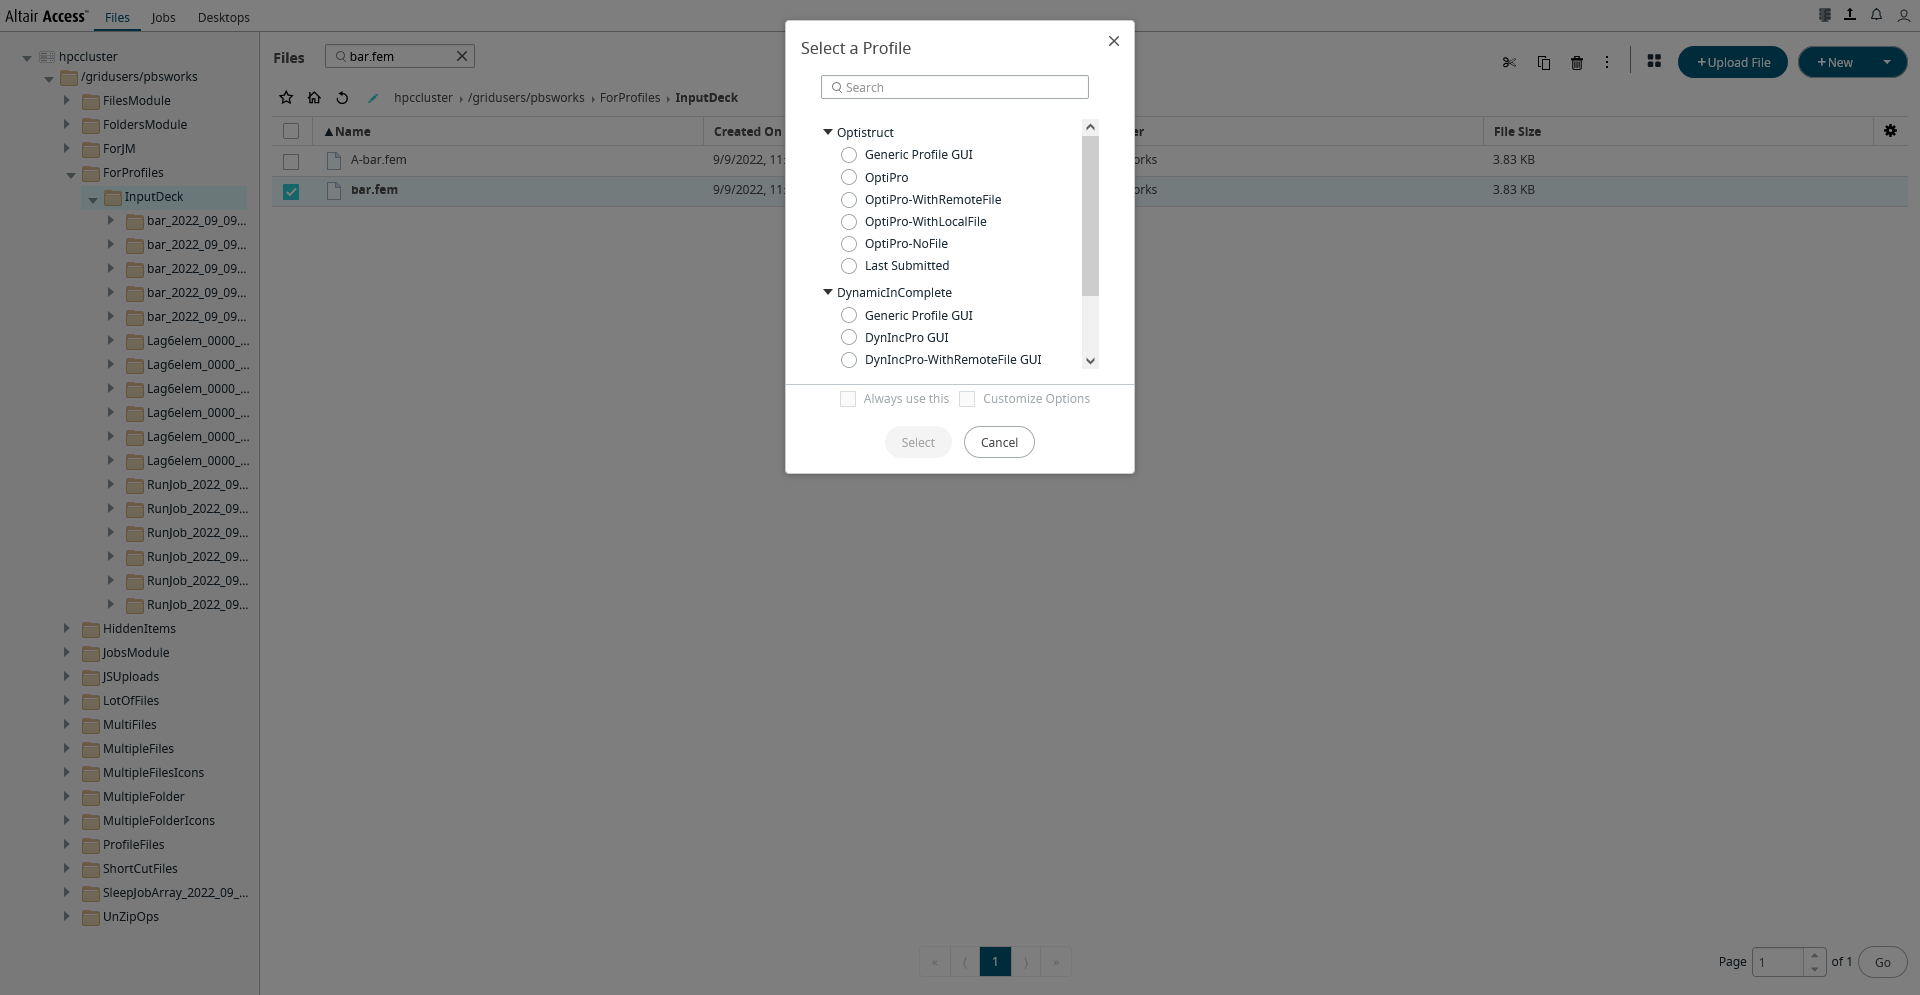 Altair Access™ Files Jobs Desktops
hpccluster
/gridusers/pbsworks
FilesModule
FoldersModule
ForJM
ForProfiles
InputDeck
bar_2022_09_09...
bar_2022_09_09...
bar_2022_09_09...
bar_2022_09_09...
bar_2022_09_09...
Lag6elem_0000_...
Lag6elem_0000_...
Lag6elem_0000_...
Lag6elem_0000_...
Lag6elem_0000_...
Lag6elem_0000_...
RunJob_2022_09...
RunJob_2022_09...
RunJob_2022_09...
RunJob_2022_09...
RunJob_2022_09...
RunJob_2022_09...
HiddenItems
JobsModule
JSUploads
LotOfFiles
MultiFiles
MultipleFiles
MultipleFilesIcons
MultipleFolder
MultipleFolderIcons
ProfileFiles
ShortCutFiles
SleepJobArray_2022_09_...
UnZipOps
Files bar.fem
+Upload File +New
hpccluster › /gridusers/pbsworks › ForProfiles › InputDeck
Name Created On er File Size
A-bar.fem 9/9/2022, 11: orks 3.83 KB
bar.fem 9/9/2022, 11: orks 3.83 KB
Select a Profile
Search
Optistruct
Generic Profile GUI
OptiPro
OptiPro-WithRemoteFile
OptiPro-WithLocalFile
OptiPro-NoFile
Last Submitted
DynamicInComplete
Generic Profile GUI
DynIncPro GUI
DynIncPro-WithRemoteFile GUI
Always use this Customize Options
Select Cancel
« ⟨ 1 ⟩ »
Page 1 of 1 Go